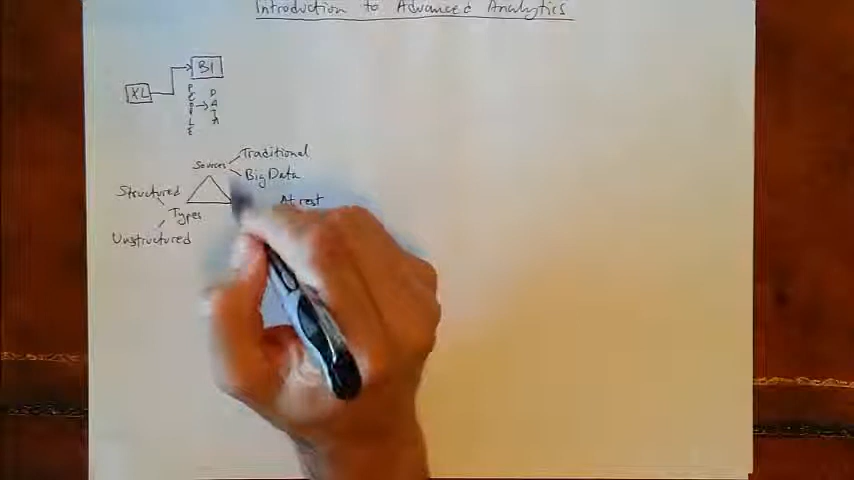 Introduction to Advanced Analytics
BI
XL
PEOPLE
DATA
Sources
Traditional
Big Data
Structured
At rest
Types
Unstructured